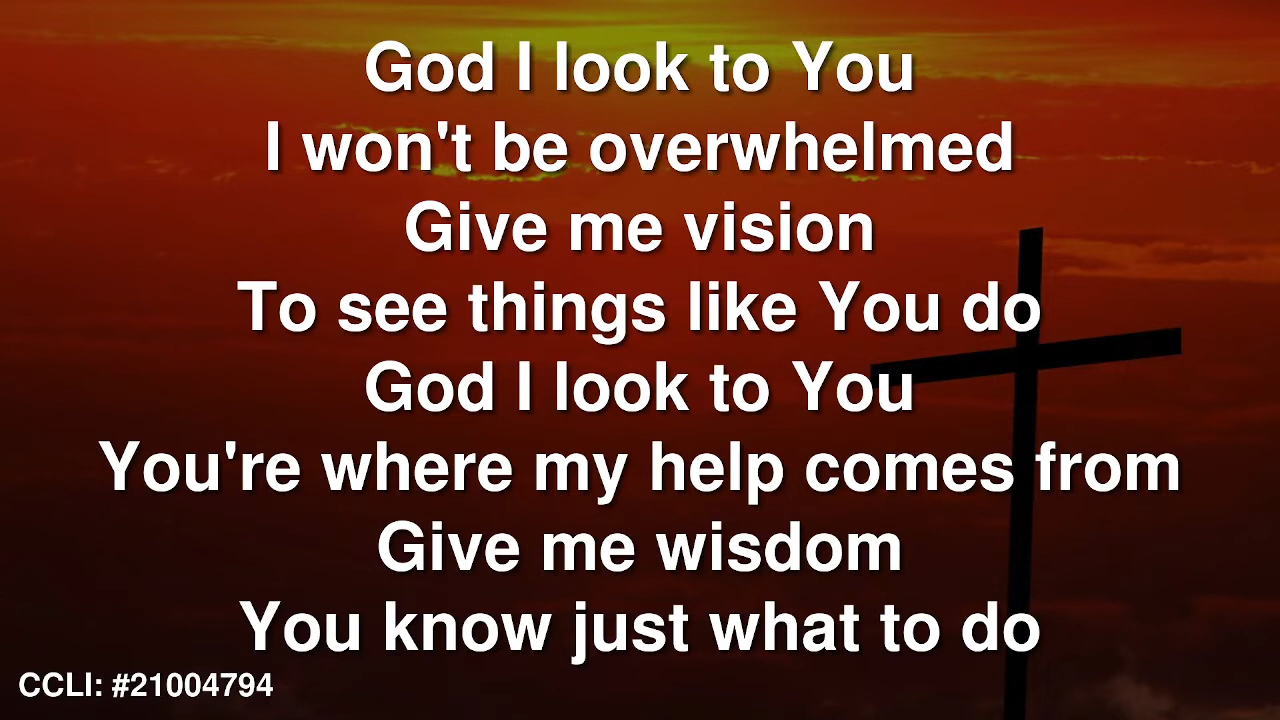 God I look to You
I won't be overwhelmed
Give me vision
To see things like You do
God I look to You
You're where my help comes from
Give me wisdom
You know just what to do
CCLI: #21004794